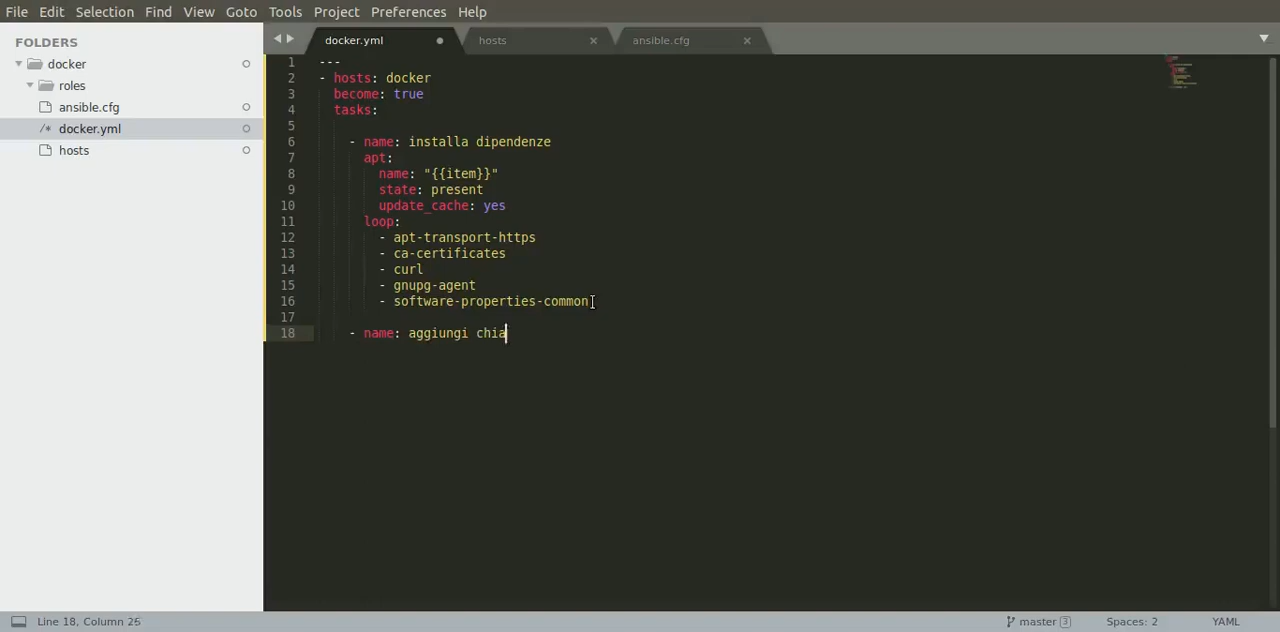 File Edit Selection Find View Goto Tools Project Preferences Help
FOLDERS
docker
roles
ansible.cfg
/* docker.yml
hosts
docker.yml hosts ansible.cfg
1 ---
2 - hosts: docker
3 become: true
4 tasks:
5
6 - name: installa dipendenze
7 apt:
8 name: "{{item}}"
9 state: present
10 update_cache: yes
11 loop:
12 - apt-transport-https
13 - ca-certificates
14 - curl
15 - gnupg-agent
16 - software-properties-common
17
18 - name: aggiungi chia
Line 18, Column 26 master 3 Spaces: 2 YAML